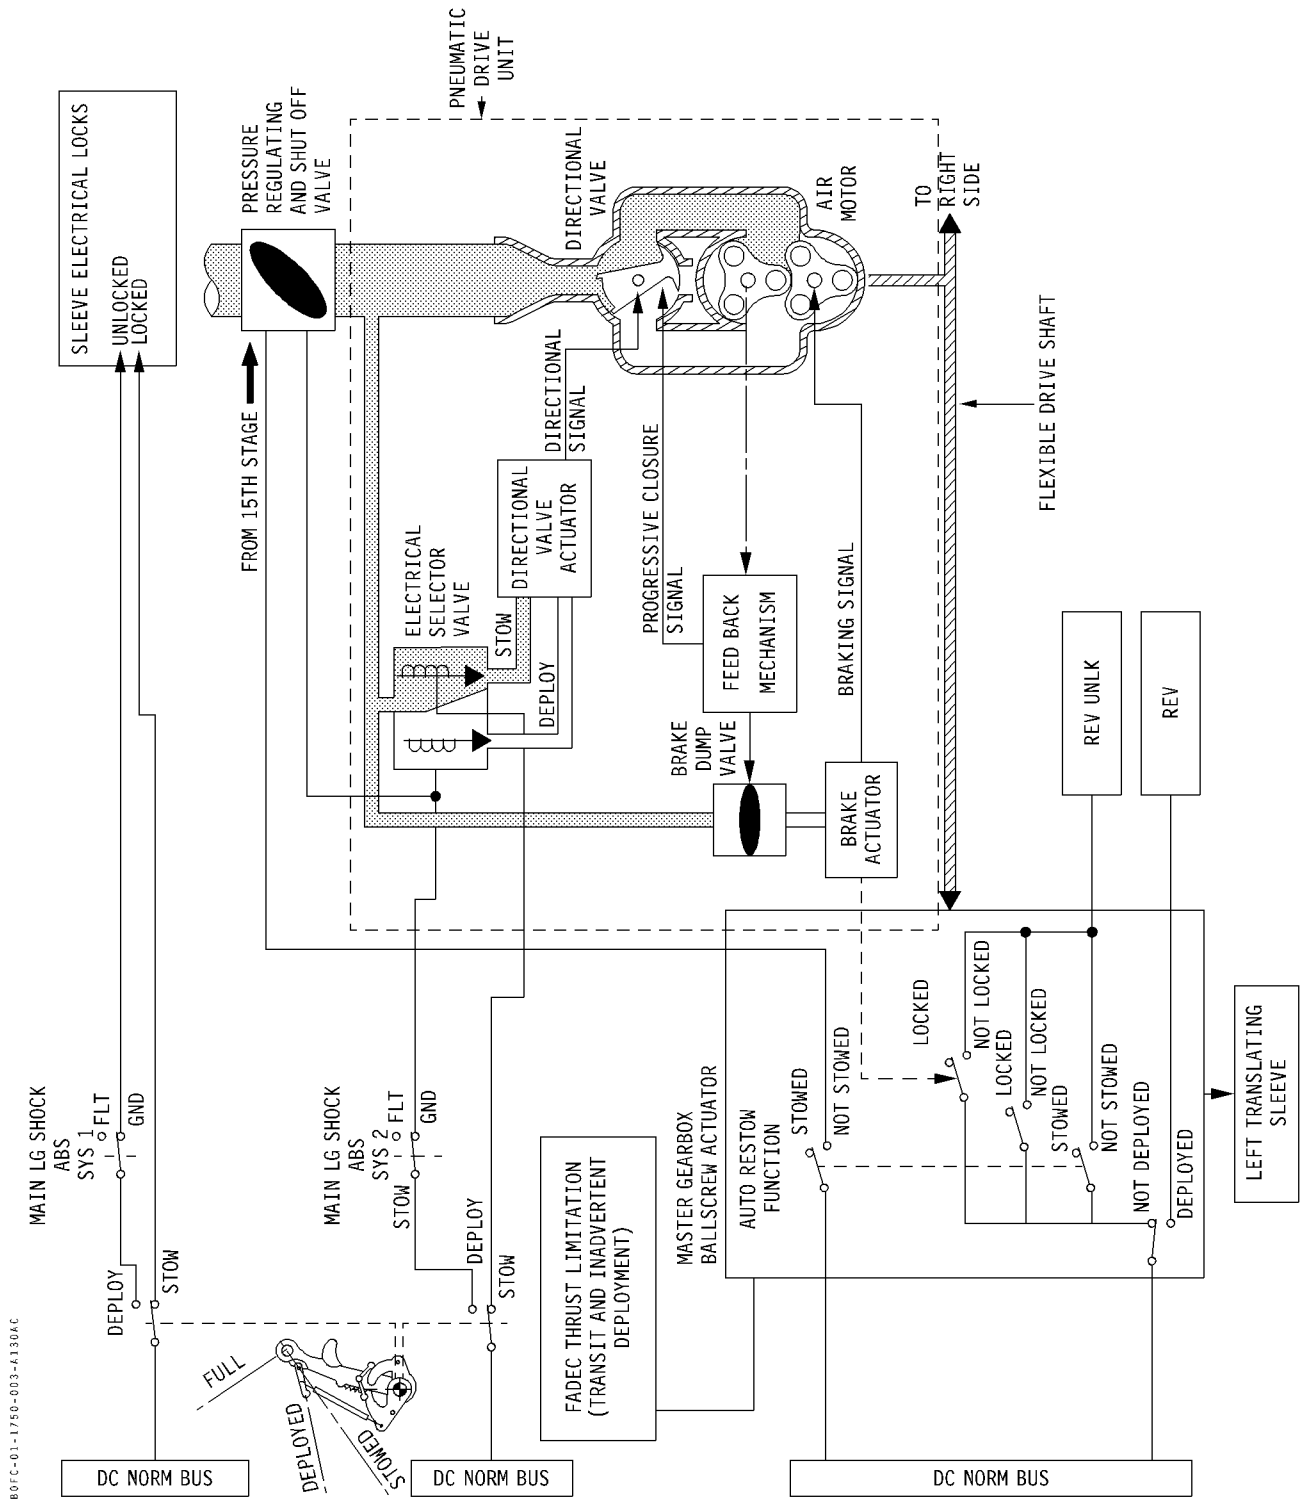 SLEEVE ELECTRICAL LOCKS
UNLOCKED
LOCKED
PRESSURE
REGULATING
AND SHUT OFF
VALVE
PNEUMATIC
DRIVE
UNIT
DIRECTIONAL
VALVE
AIR
MOTOR
TO
RIGHT
SIDE
FROM 15TH STAGE
DIRECTIONAL
SIGNAL
DIRECTIONAL
VALVE
ACTUATOR
ELECTRICAL
SELECTOR
VALVE
STOW
DEPLOY
PROGRESSIVE CLOSURE
SIGNAL
FEED BACK
MECHANISM
BRAKING SIGNAL
FLEXIBLE DRIVE SHAFT
BRAKE
DUMP
VALVE
BRAKE
ACTUATOR
REV UNLK
REV
MAIN LG SHOCK
ABS
SYS 1
FLT
GND
DEPLOY
STOW
MAIN LG SHOCK
ABS
SYS 2
FLT
GND
STOW
DEPLOY
STOW
FADEC THRUST LIMITATION
(TRANSIT AND INADVERTENT
DEPLOYMENT)
MASTER GEARBOX
BALLSCREW ACTUATOR
AUTO RESTOW
FUNCTION
STOWED
NOT STOWED
LOCKED
NOT LOCKED
LOCKED
NOT LOCKED
STOWED
NOT STOWED
NOT DEPLOYED
DEPLOYED
LEFT TRANSLATING
SLEEVE
FULL
DEPLOYED
STOWED
DC NORM BUS
DC NORM BUS
DC NORM BUS